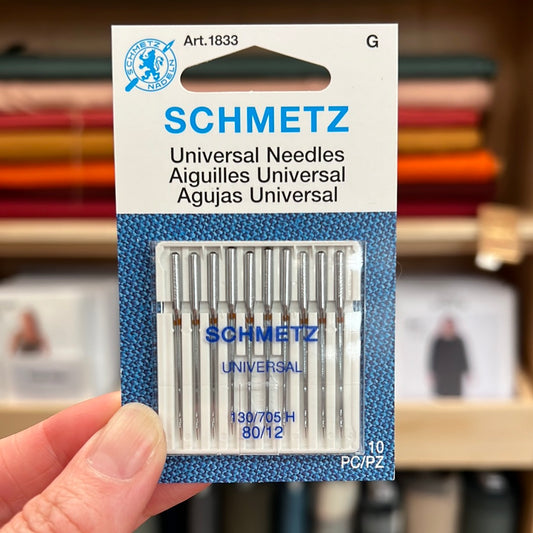 Art.1833
G
SCHMETZ
NADELN
SCHMETZ
Universal Needles
Aiguilles Universal
Agujas Universal
SCHMETZ
UNIVERSAL
130/705 H
80/12
10
PC/PZ